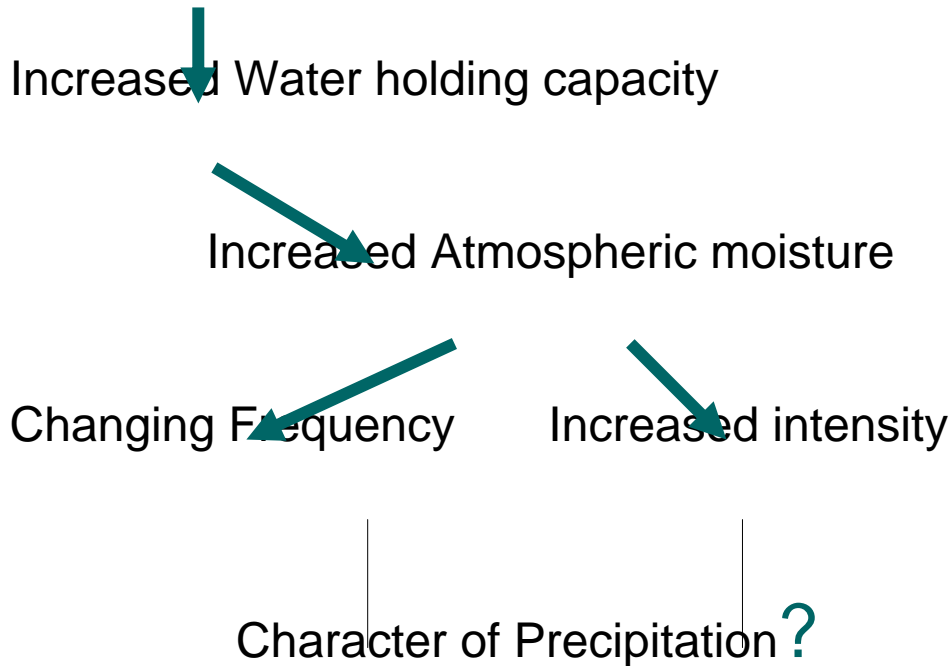 Increased Water holding capacity
Increased Atmospheric moisture
Changing Frequency Increased intensity
Character of Precipitation?